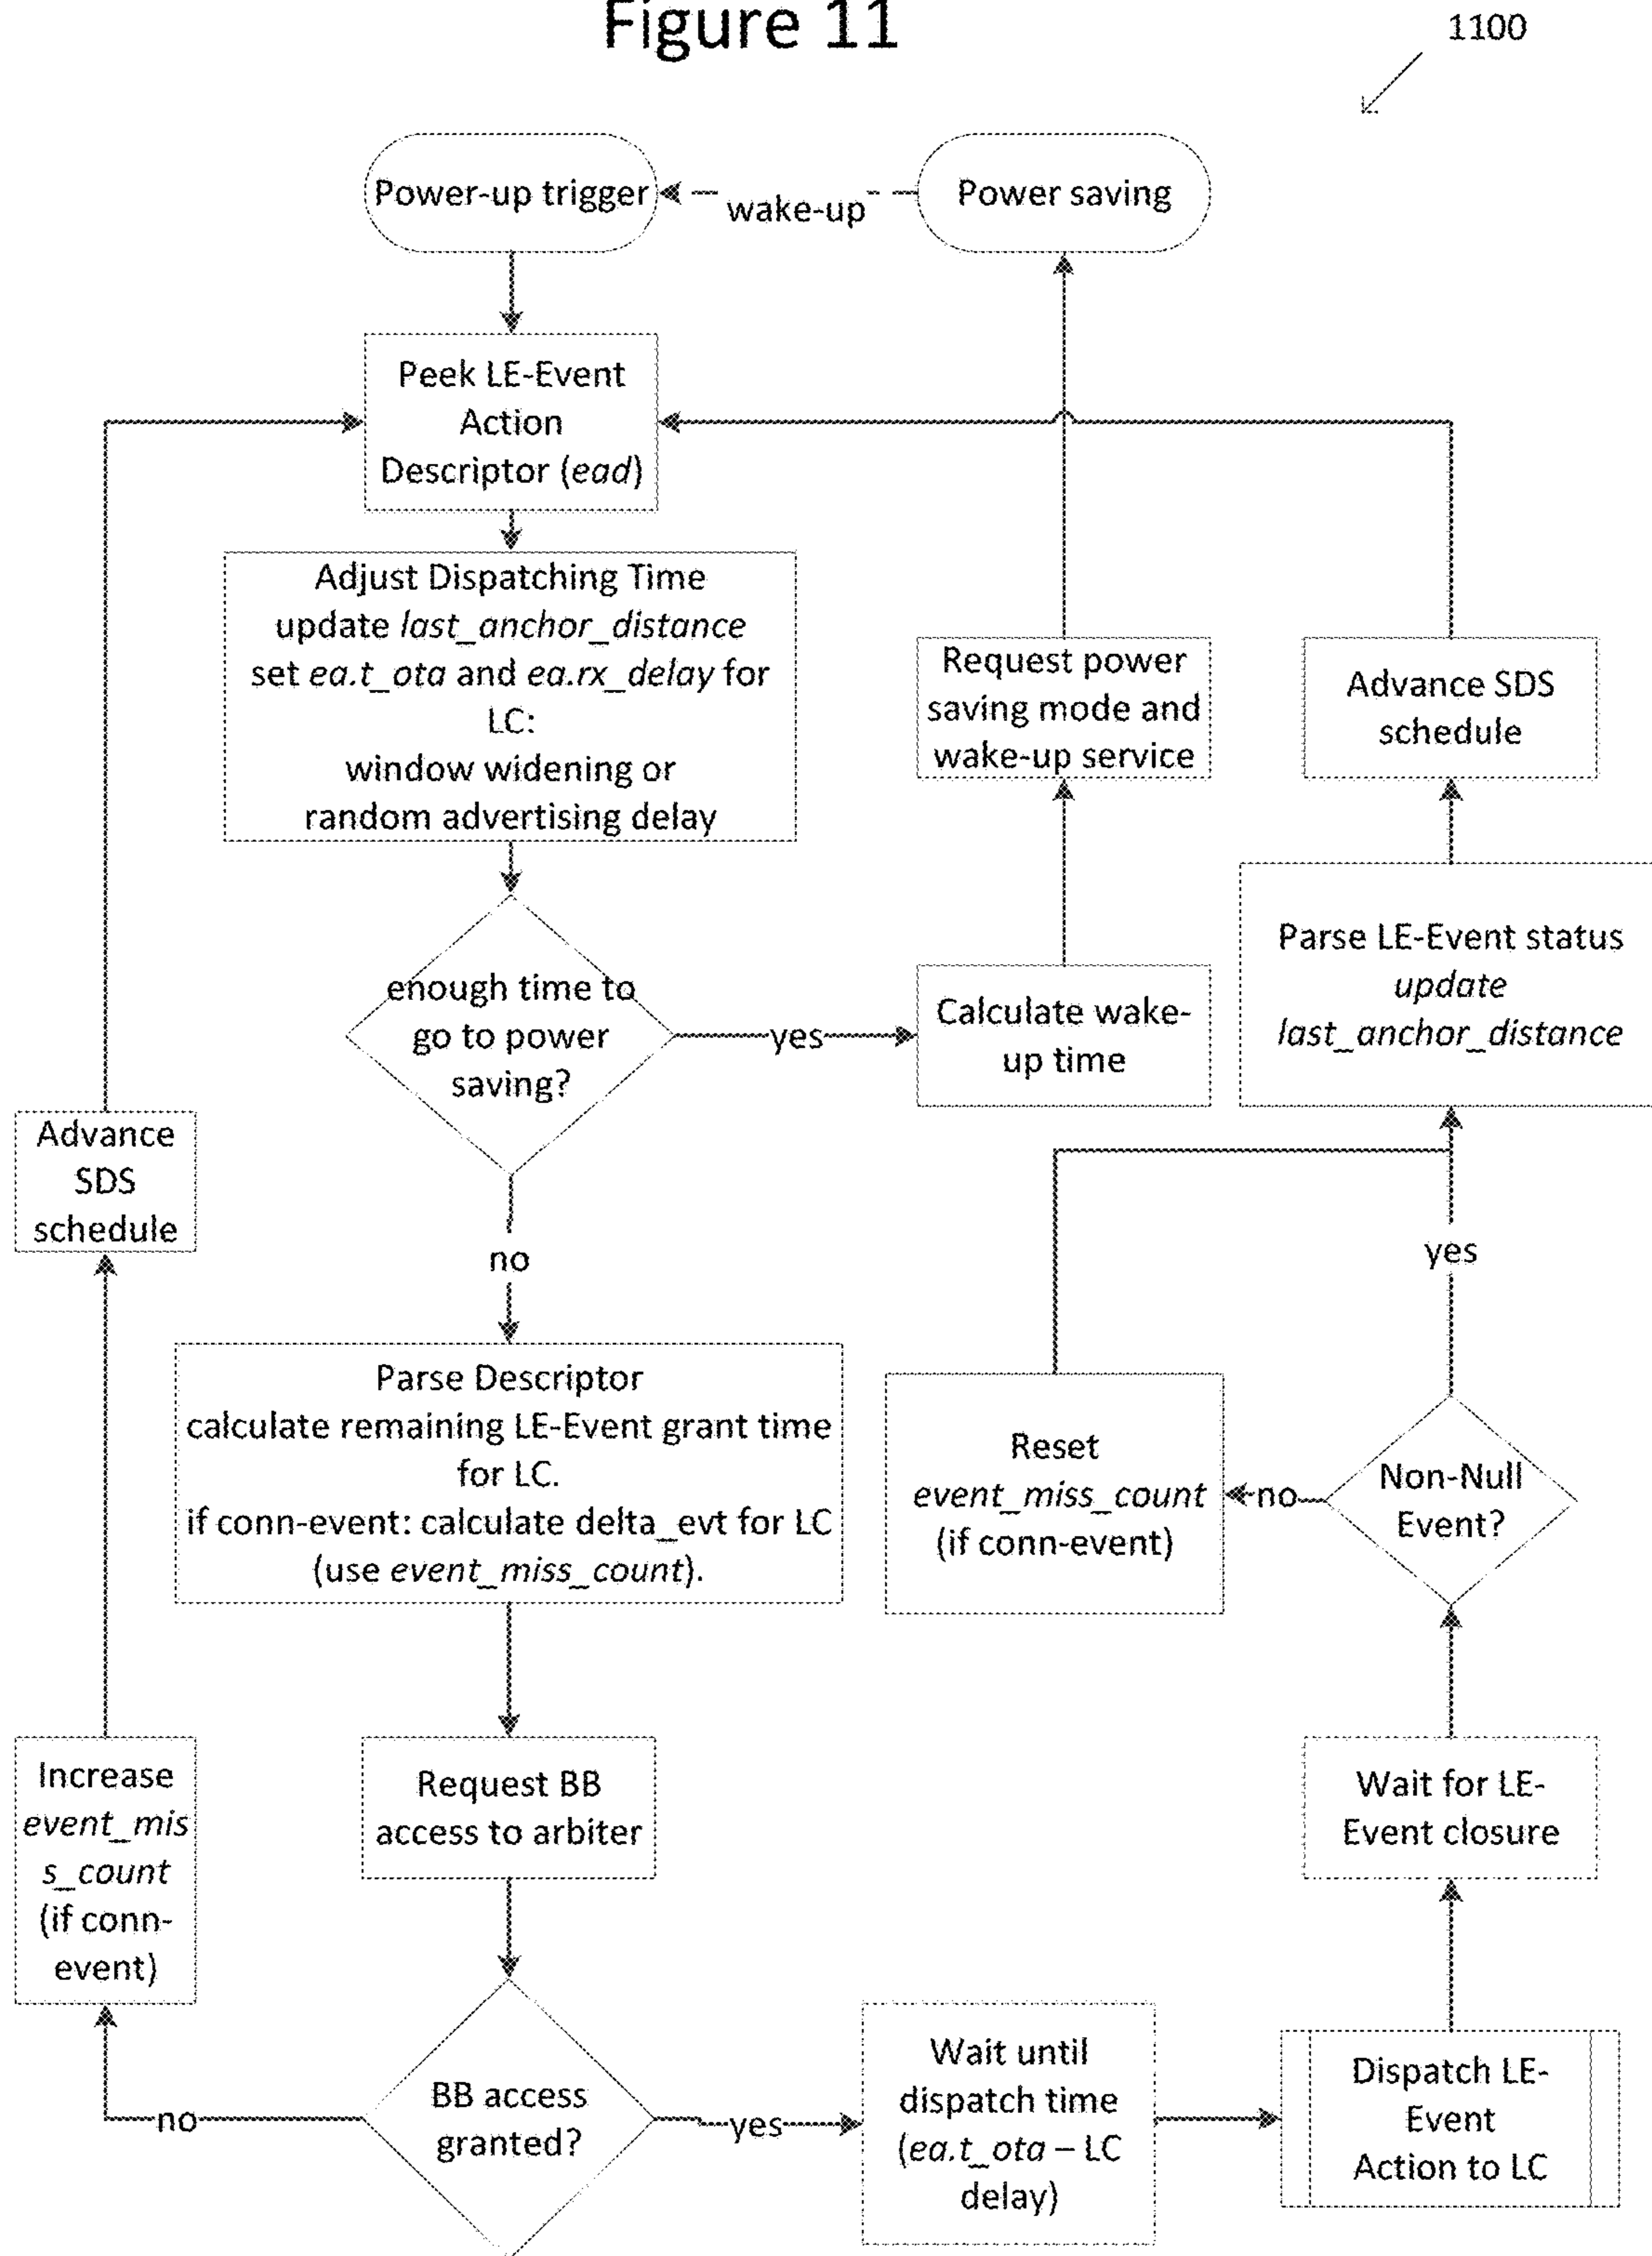 Figure 11
1100
Power-up trigger
wake-up
Power saving
Peek LE-Event
Action
Descriptor (ead)
Adjust Dispatching Time
update last_anchor_distance
set ea.t_ota and ea.rx_delay for
LC:
window widening or
random advertising delay
Request power
saving mode and
wake-up service
Advance SDS
schedule
enough time to
go to power
saving?
yes
Calculate wake-
up time
Parse LE-Event status
update
last_anchor_distance
Advance
SDS
schedule
no
yes
Parse Descriptor
calculate remaining LE-Event grant time
for LC.
if conn-event: calculate delta_evt for LC
(use event_miss_count).
Reset
event_miss_count
(if conn-event)
no
Non-Null
Event?
Increase
event_mis
s_count
(if conn-
event)
Request BB
access to arbiter
Wait for LE-
Event closure
no
BB access
granted?
yes
Wait until
dispatch time
(ea.t_ota – LC
delay)
Dispatch LE-
Event
Action to LC